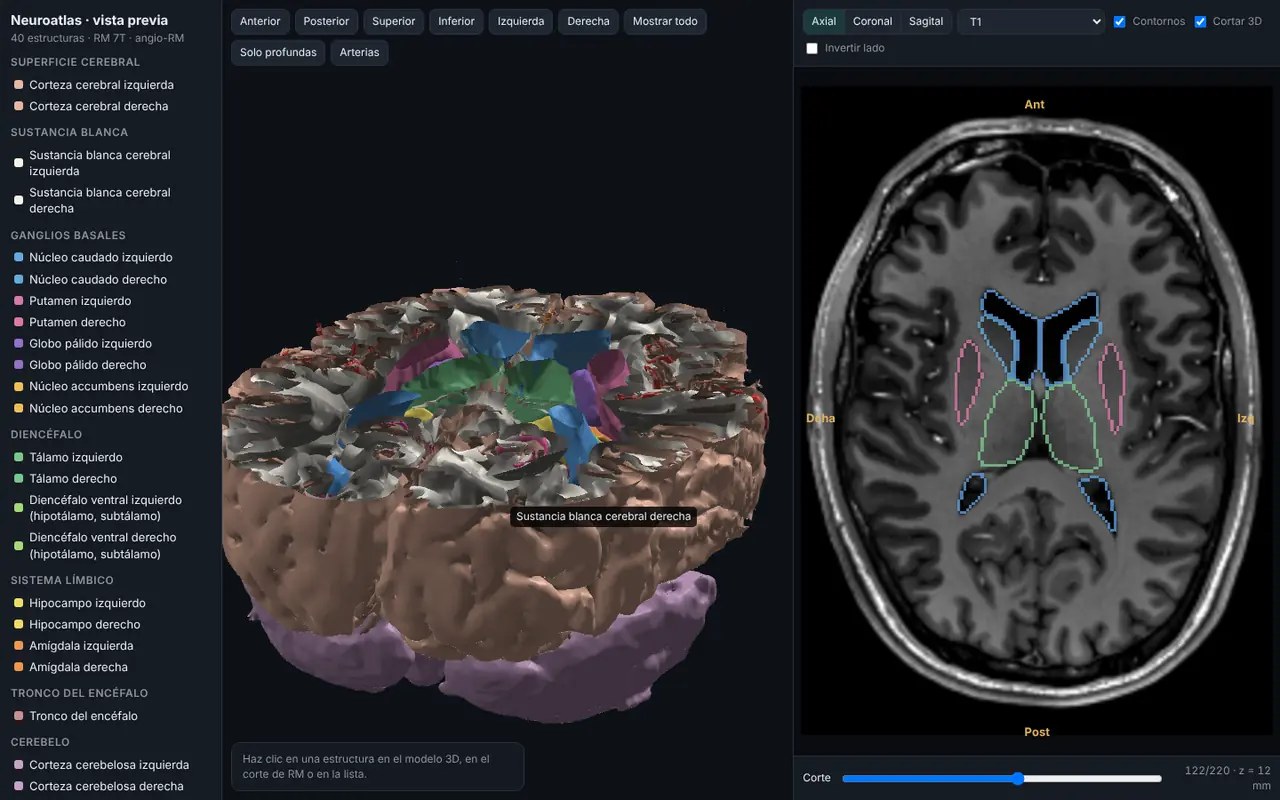 Neuroatlas · vista previa
40 estructuras · RM 7T · angio-RM
SUPERFICIE CEREBRAL
Corteza cerebral izquierda
Corteza cerebral derecha
SUSTANCIA BLANCA
Sustancia blanca cerebral
izquierda
Sustancia blanca cerebral
derecha
GANGLIOS BASALES
Núcleo caudado izquierdo
Núcleo caudado derecho
Putamen izquierdo
Putamen derecho
Globo pálido izquierdo
Globo pálido derecho
Núcleo accumbens izquierdo
Núcleo accumbens derecho
DIENCÉFALO
Tálamo izquierdo
Tálamo derecho
Diencéfalo ventral izquierdo
(hipotálamo, subtálamo)
Diencéfalo ventral derecho
(hipotálamo, subtálamo)
SISTEMA LÍMBICO
Hipocampo izquierdo
Hipocampo derecho
Amígdala izquierda
Amígdala derecha
TRONCO DEL ENCÉFALO
Tronco del encéfalo
CEREBELO
Corteza cerebelosa izquierda
Corteza cerebelosa derecha
Anterior Posterior Superior Inferior Izquierda Derecha Mostrar todo
Solo profundas Arterias
Sustancia blanca cerebral derecha
Haz clic en una estructura en el modelo 3D, en el
corte de RM o en la lista.
Axial Coronal Sagital T1 Contornos Cortar 3D
Invertir lado
Ant
Dcha Izq
Post
Corte 122/220 · z = 12
mm